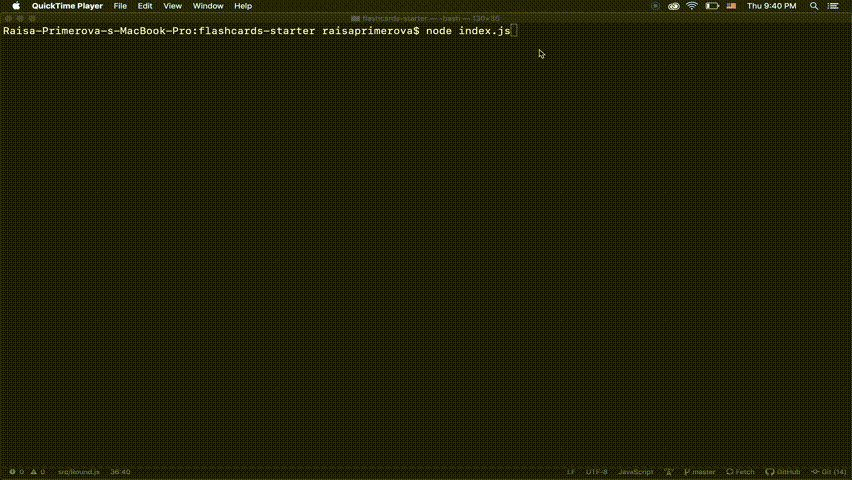 QuickTime Player File Edit View Window Help Thu 9:40 PM
flashcards-starter — -bash — 136×36
Raisa-Primerova-s-MacBook-Pro:flashcards-starter raisaprimerova$ node index.js
0 0 src/Round.js 36:40 LF UTF-8 JavaScript master Fetch GitHub Git (14)